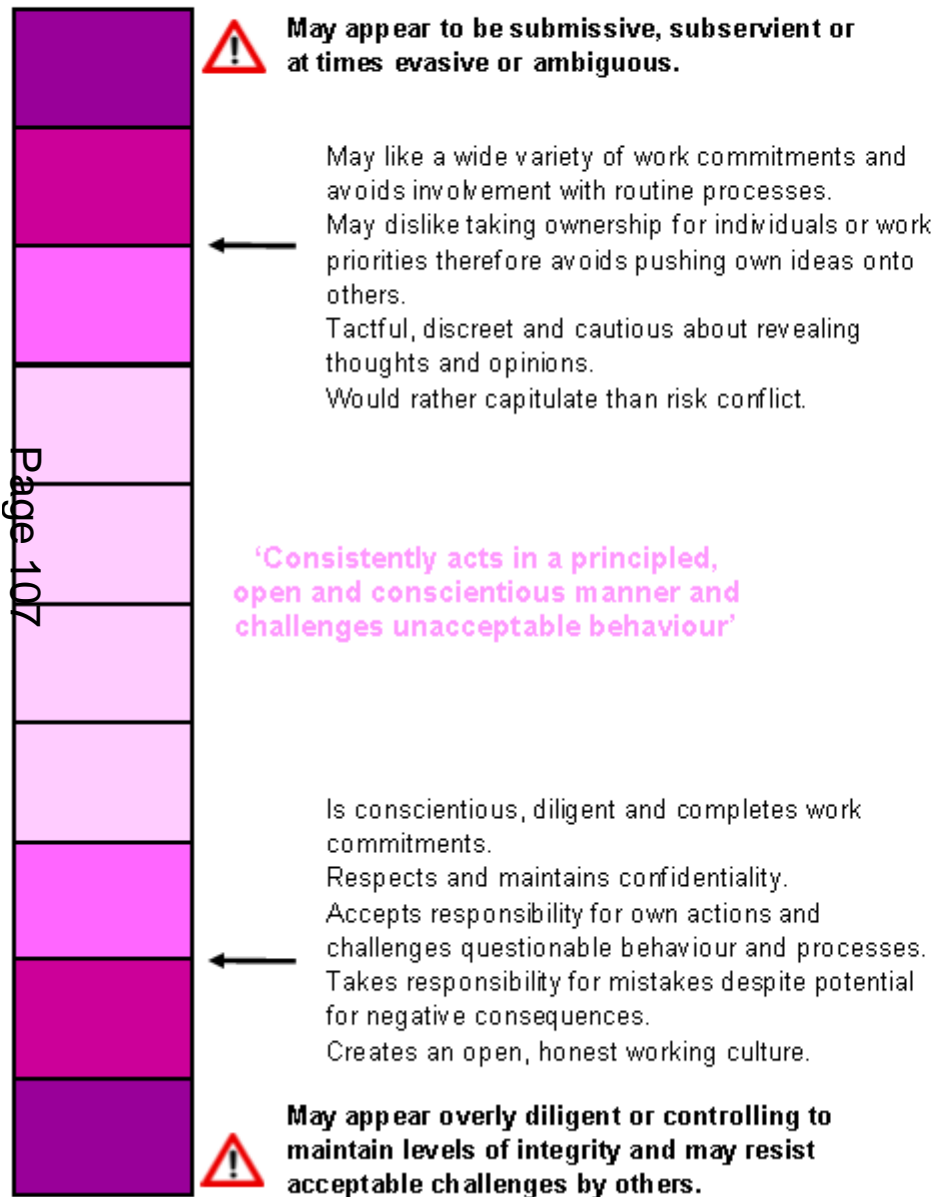 May appear to be submissive, subservient or
at times evasive or ambiguous.
May like a wide variety of work commitments and
avoids involvement with routine processes.
May dislike taking ownership for individuals or work
priorities therefore avoids pushing own ideas onto
others.
Tactful, discreet and cautious about revealing
thoughts and opinions.
Would rather capitulate than risk conflict.
Page 107
‘Consistently acts in a principled,
open and conscientious manner and
challenges unacceptable behaviour’
Is conscientious, diligent and completes work
commitments.
Respects and maintains confidentiality.
Accepts responsibility for own actions and
challenges questionable behaviour and processes.
Takes responsibility for mistakes despite potential
for negative consequences.
Creates an open, honest working culture.
May appear overly diligent or controlling to
maintain levels of integrity and may resist
acceptable challenges by others.